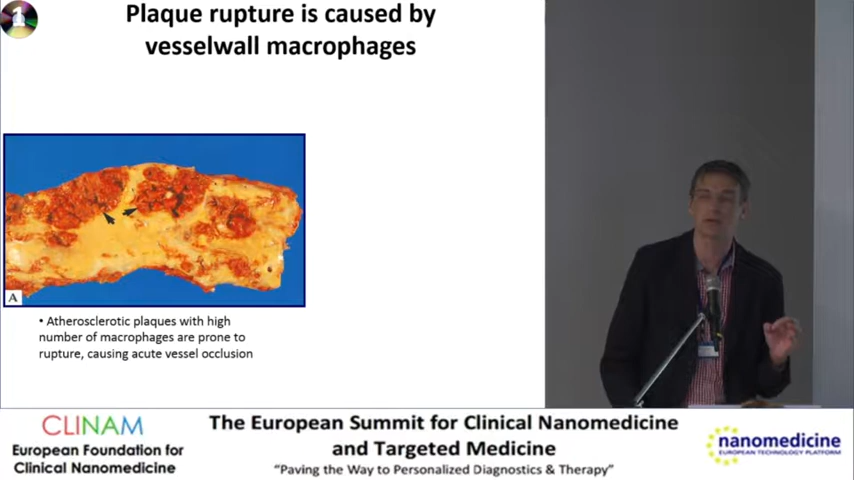 1
Plaque rupture is caused by
vesselwall macrophages
A
• Atherosclerotic plaques with high
number of macrophages are prone to
rupture, causing acute vessel occlusion
CLINAM
European Foundation for
Clinical Nanomedicine
The European Summit for Clinical Nanomedicine
and Targeted Medicine
“Paving the Way to Personalized Diagnostics & Therapy”
nanomedicine
EUROPEAN TECHNOLOGY PLATFORM